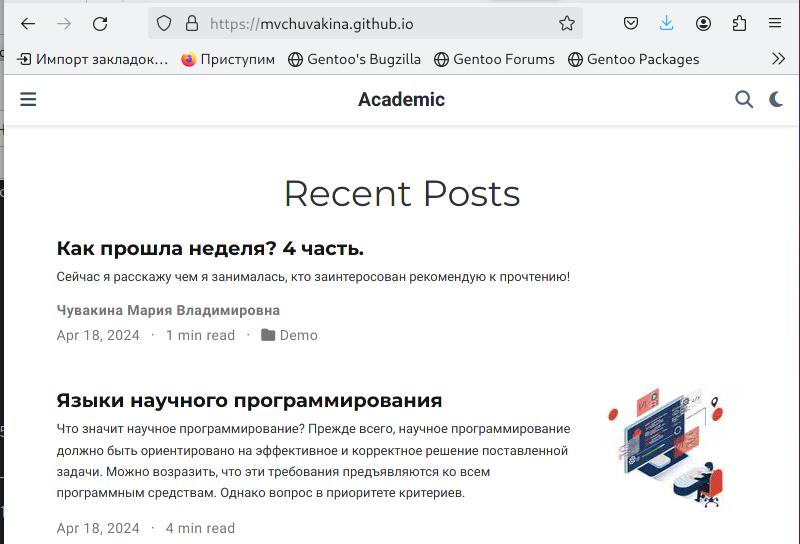 https://mvchuvakina.github.io
Импорт закладок… Приступим Gentoo's Bugzilla Gentoo Forums Gentoo Packages
Academic
Recent Posts
Как прошла неделя? 4 часть.
Сейчас я расскажу чем я занималась, кто заинтеросован рекомендую к прочтению!
Чувакина Мария Владимировна
Apr 18, 2024 · 1 min read · Demo
Языки научного программирования
Что значит научное программирование? Прежде всего, научное программирование
должно быть ориентировано на эффективное и корректное решение поставленной
задачи. Можно возразить, что эти требования предъявляются ко всем
программным средствам. Однако вопрос в приоритете критериев.
Apr 18, 2024 · 4 min read